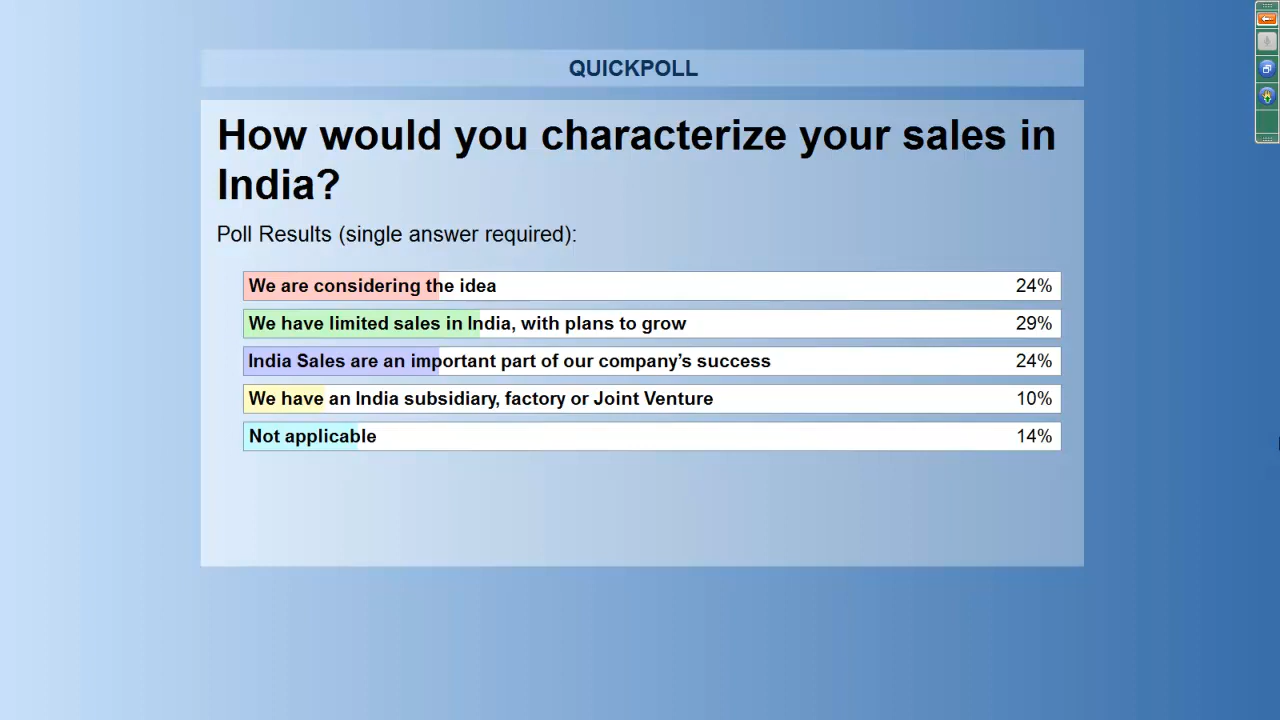 QUICKPOLL
How would you characterize your sales in
India?
Poll Results (single answer required):
We are considering the idea 24%
We have limited sales in India, with plans to grow 29%
India Sales are an important part of our company’s success 24%
We have an India subsidiary, factory or Joint Venture 10%
Not applicable 14%